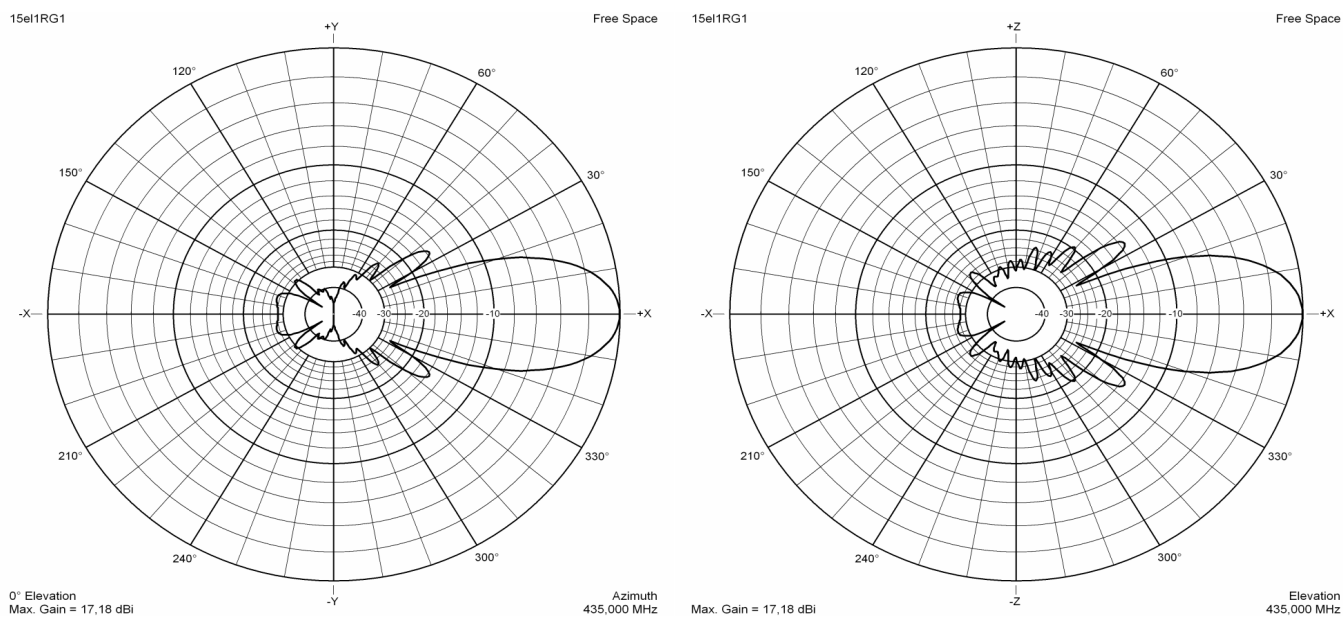 15el1RG1
Free Space
+Y
120°
60°
150°
30°
-X
-40
-30
-20
-10
+X
210°
330°
240°
300°
-Y
0° Elevation
Max. Gain = 17,18 dBi
Azimuth
435,000 MHz
15el1RG1
Free Space
+Z
120°
60°
150°
30°
-X
-40
-30
-20
-10
+X
210°
330°
240°
300°
-Z
Max. Gain = 17,18 dBi
Elevation
435,000 MHz